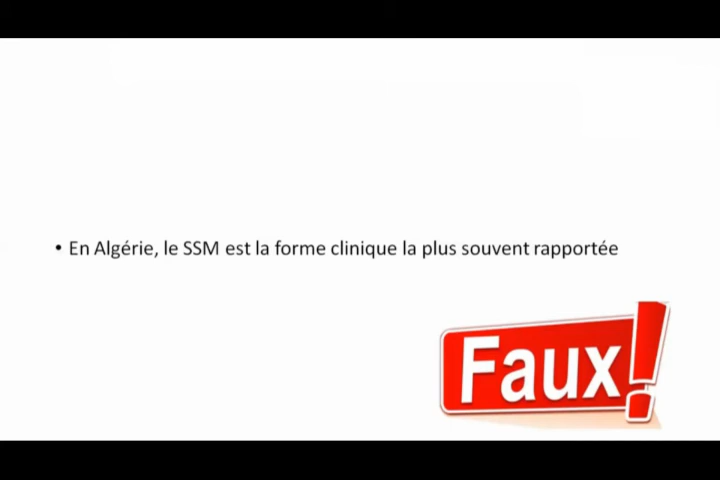 • En Algérie, le SSM est la forme clinique la plus souvent rapportée
Faux!